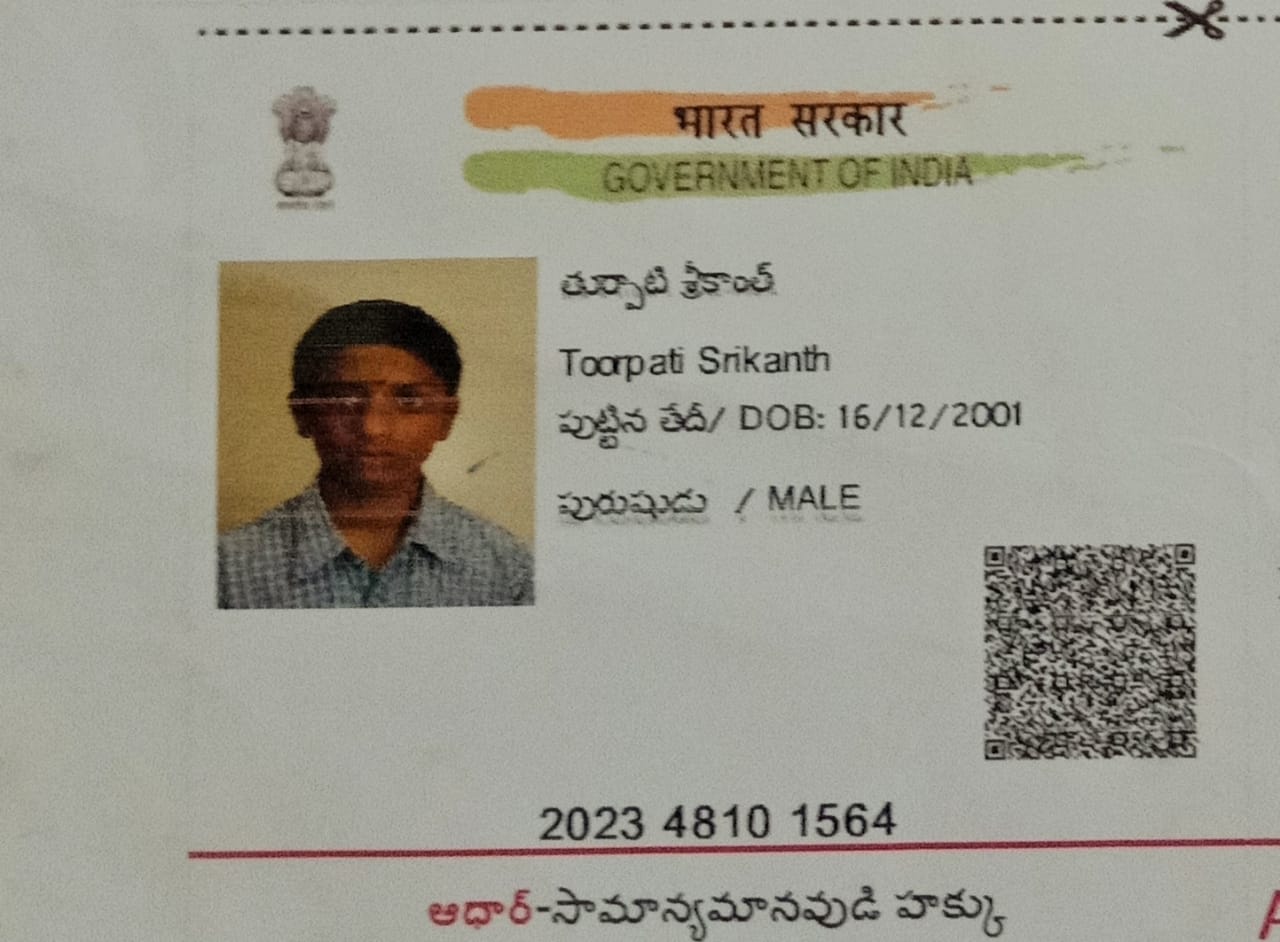 भारत सरकार
GOVERNMENT OF INDIA
తుర్పాటి శ్రీకాంత్
Toorpati Srikanth
పుట్టిన తేదీ/ DOB: 16/12/2001
పురుషుడు / MALE
2023 4810 1564
ఆధార్-సామాన్యమానవుడి హక్కు